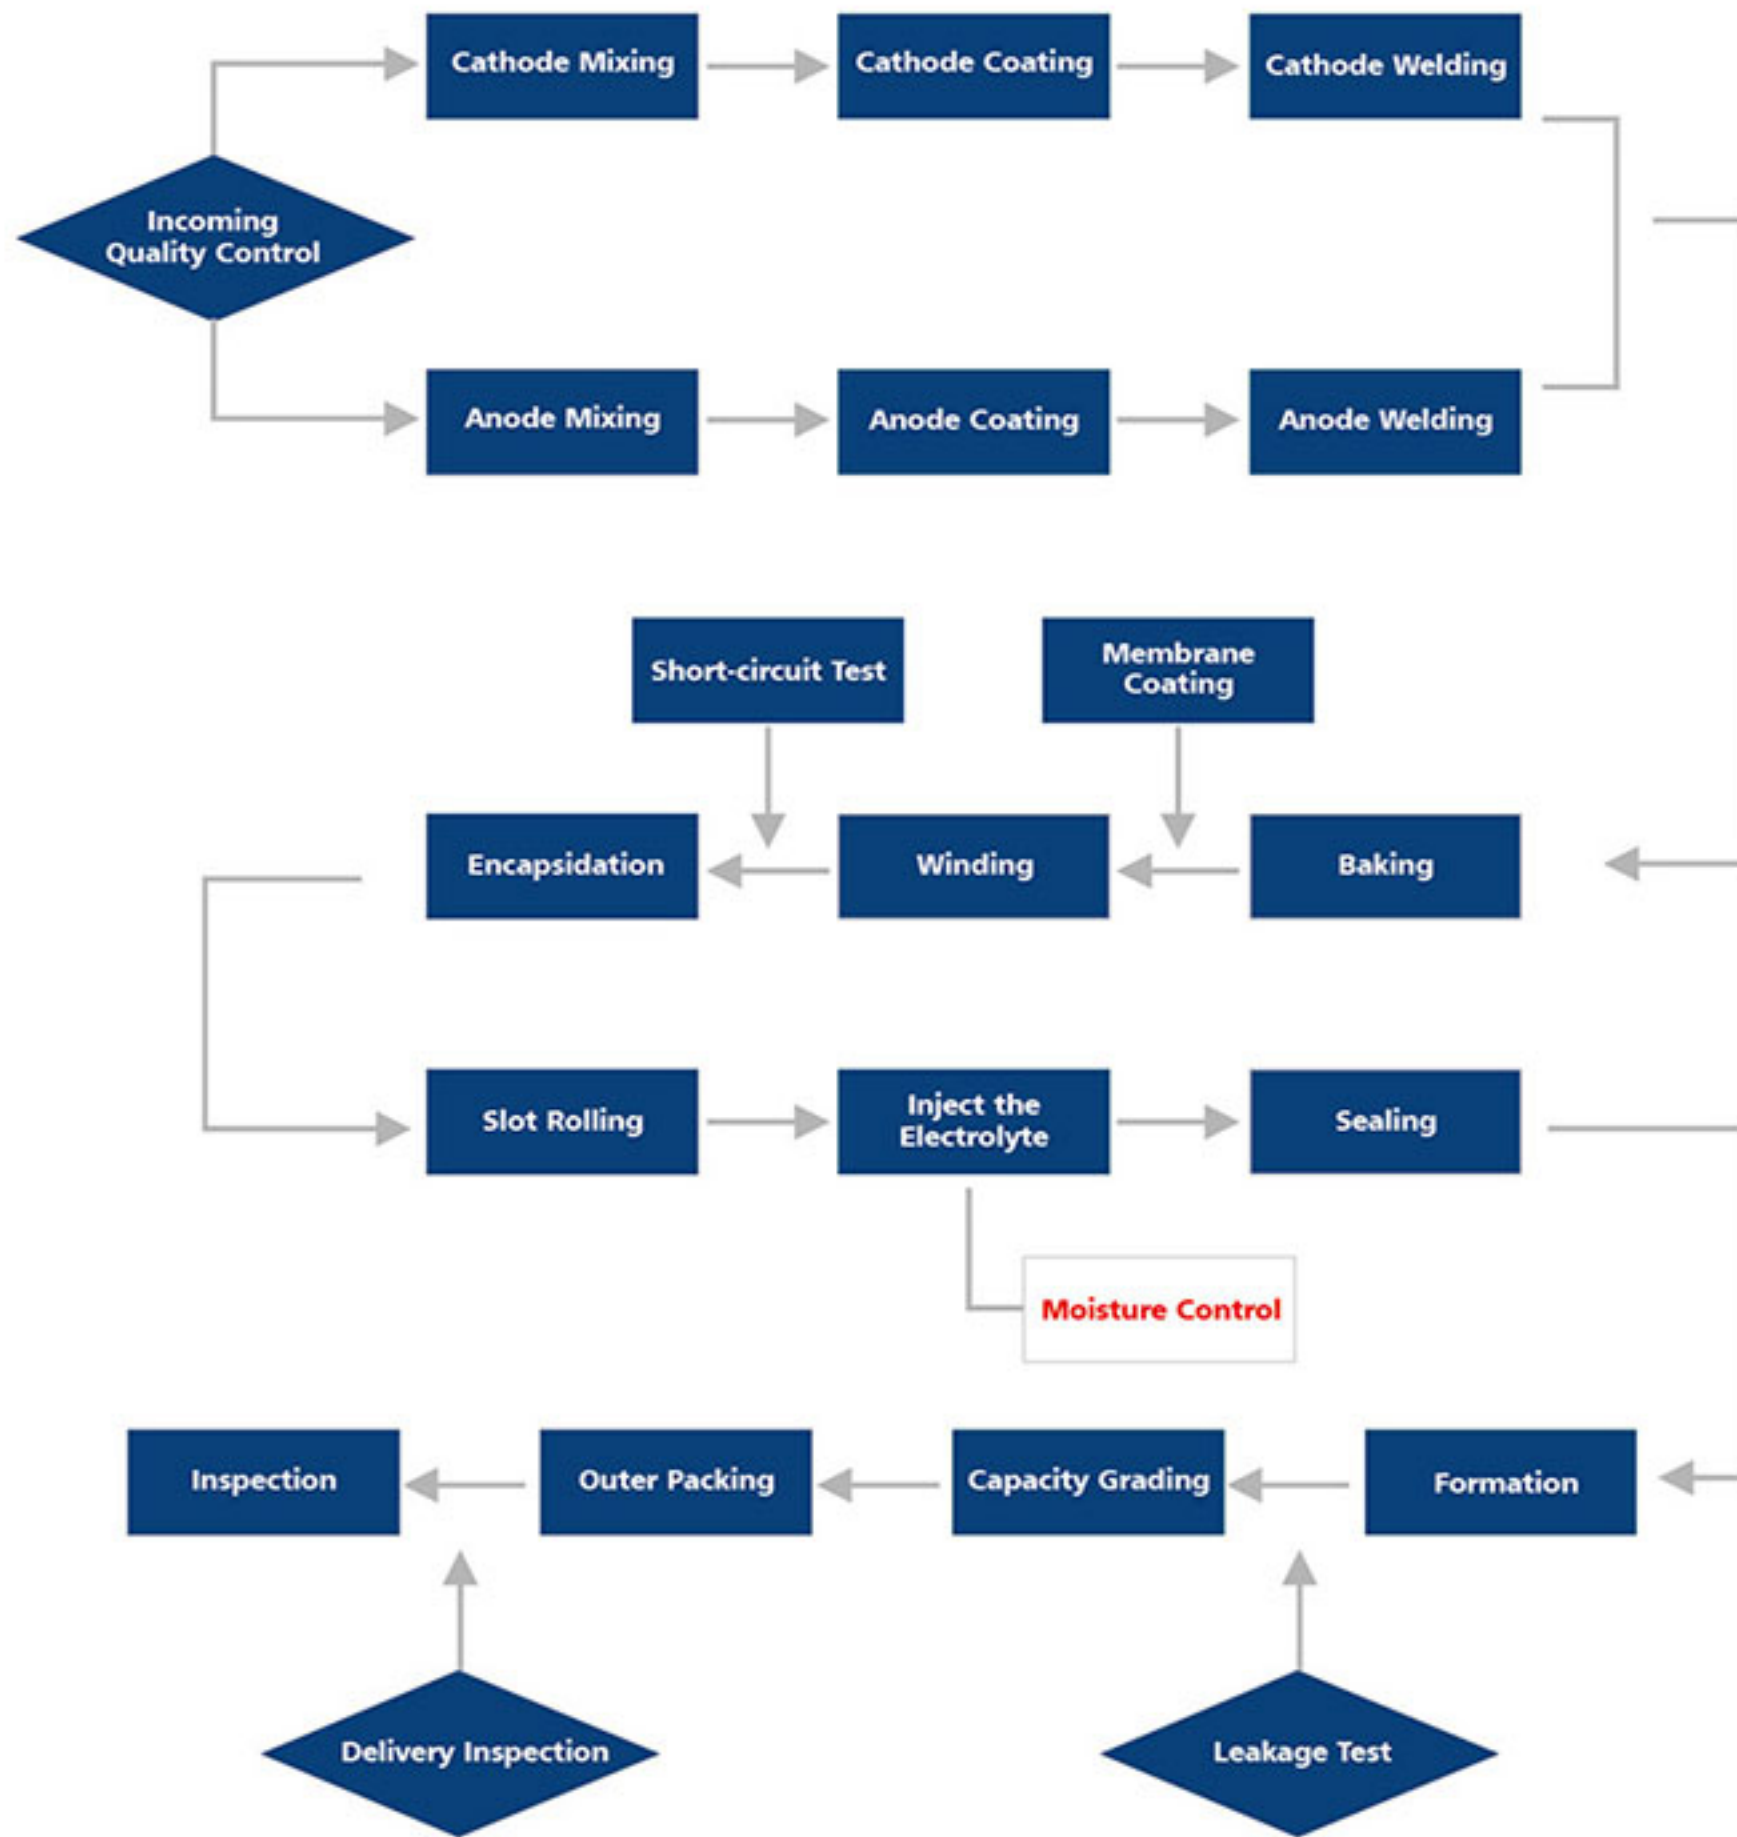 Cathode Mixing
Cathode Coating
Cathode Welding
Incoming
Quality Control
Anode Mixing
Anode Coating
Anode Welding
Short-circuit Test
Membrane
Coating
Encapsidation
Winding
Baking
Slot Rolling
Inject the
Electrolyte
Sealing
Moisture Control
Inspection
Outer Packing
Capacity Grading
Formation
Delivery Inspection
Leakage Test